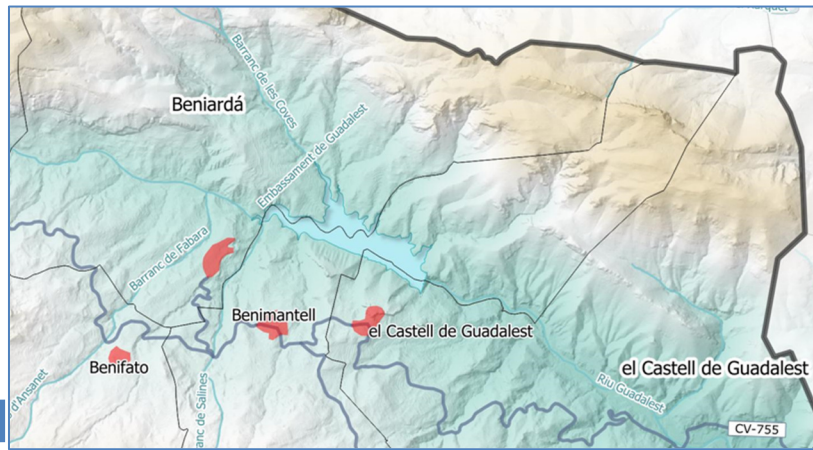 Barranc de les Coves
Beniardá
Embassament de Guadalest
Barranc de Fabara
Benimantell
el Castell de Guadalest
Benifato
el Castell de Guadalest
Riu Guadalest
d'Ansanet
anc de Salines
CV-755